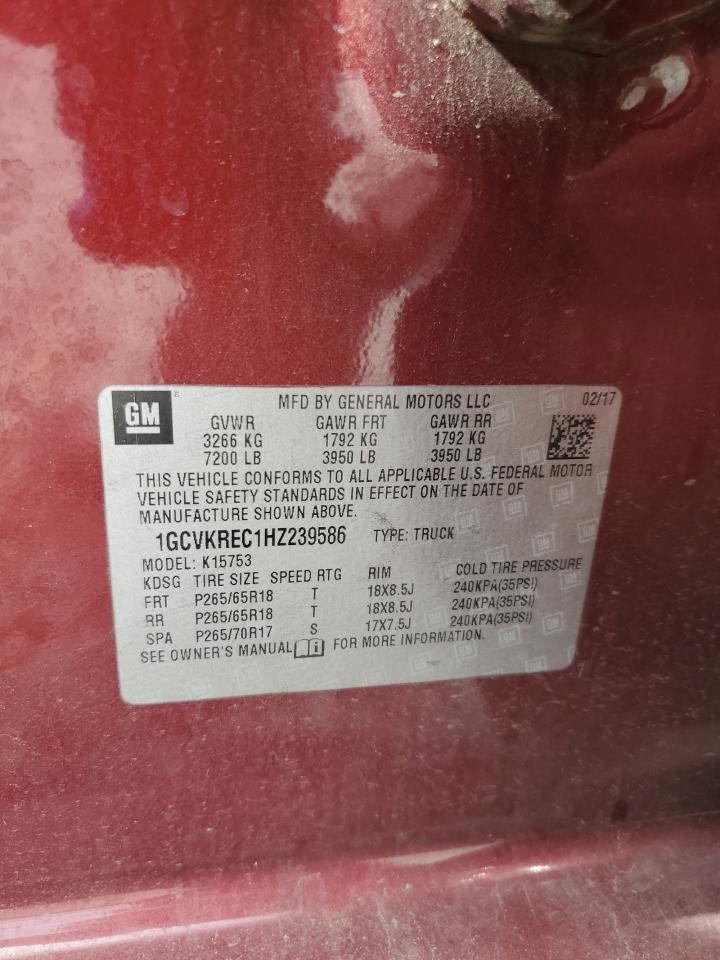 GM
MFD BY GENERAL MOTORS LLC 02/17
GVWR GAWR FRT GAWR RR
3266 KG 1792 KG 1792 KG
7200 LB 3950 LB 3950 LB
THIS VEHICLE CONFORMS TO ALL APPLICABLE U.S. FEDERAL MOTOR
VEHICLE SAFETY STANDARDS IN EFFECT ON THE DATE OF
MANUFACTURE SHOWN ABOVE.
1GCVKREC1HZ239586 TYPE: TRUCK
MODEL: K15753
KDSG TIRE SIZE SPEED RTG RIM COLD TIRE PRESSURE
FRT P265/65R18 T 18X8.5J 240KPA(35PSI)
RR P265/65R18 T 18X8.5J 240KPA(35PSI)
SPA P265/70R17 S 17X7.5J 240KPA(35PSI)
SEE OWNER'S MANUAL i FOR MORE INFORMATION.